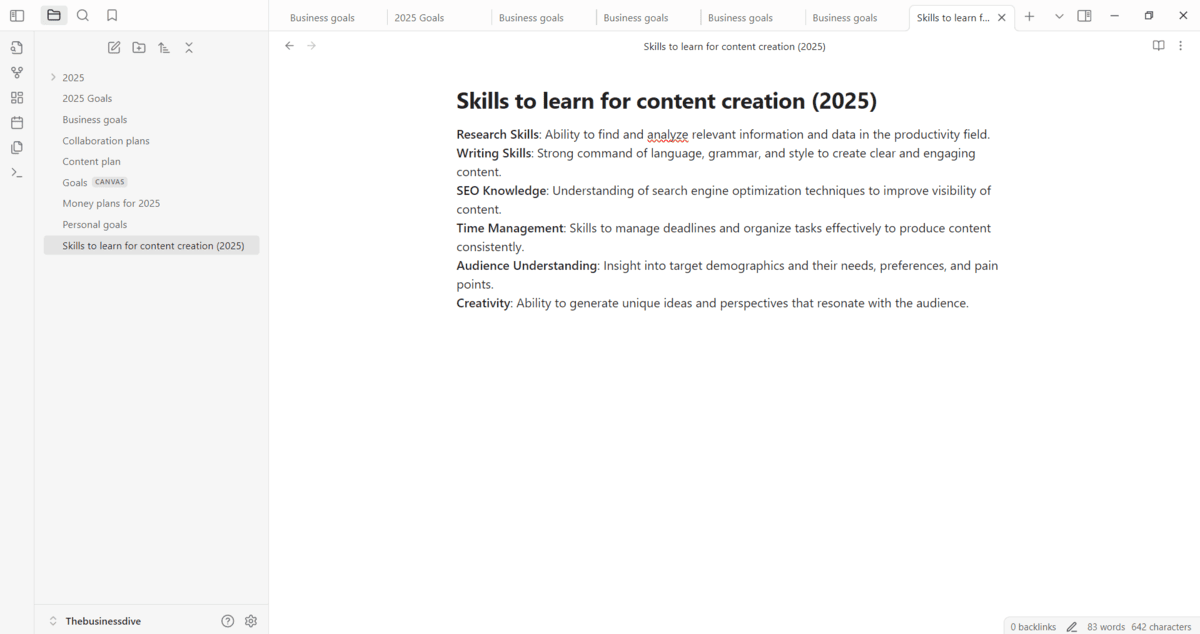 Business goals
2025 Goals
Business goals
Business goals
Business goals
Business goals
Skills to learn f...
Skills to learn for content creation (2025)
2025
2025 Goals
Business goals
Collaboration plans
Content plan
Goals CANVAS
Money plans for 2025
Personal goals
Skills to learn for content creation (2025)
Skills to learn for content creation (2025)
Research Skills: Ability to find and analyze relevant information and data in the productivity field.
Writing Skills: Strong command of language, grammar, and style to create clear and engaging
content.
SEO Knowledge: Understanding of search engine optimization techniques to improve visibility of
content.
Time Management: Skills to manage deadlines and organize tasks effectively to produce content
consistently.
Audience Understanding: Insight into target demographics and their needs, preferences, and pain
points.
Creativity: Ability to generate unique ideas and perspectives that resonate with the audience.
Thebusinessdive
0 backlinks 83 words 642 characters